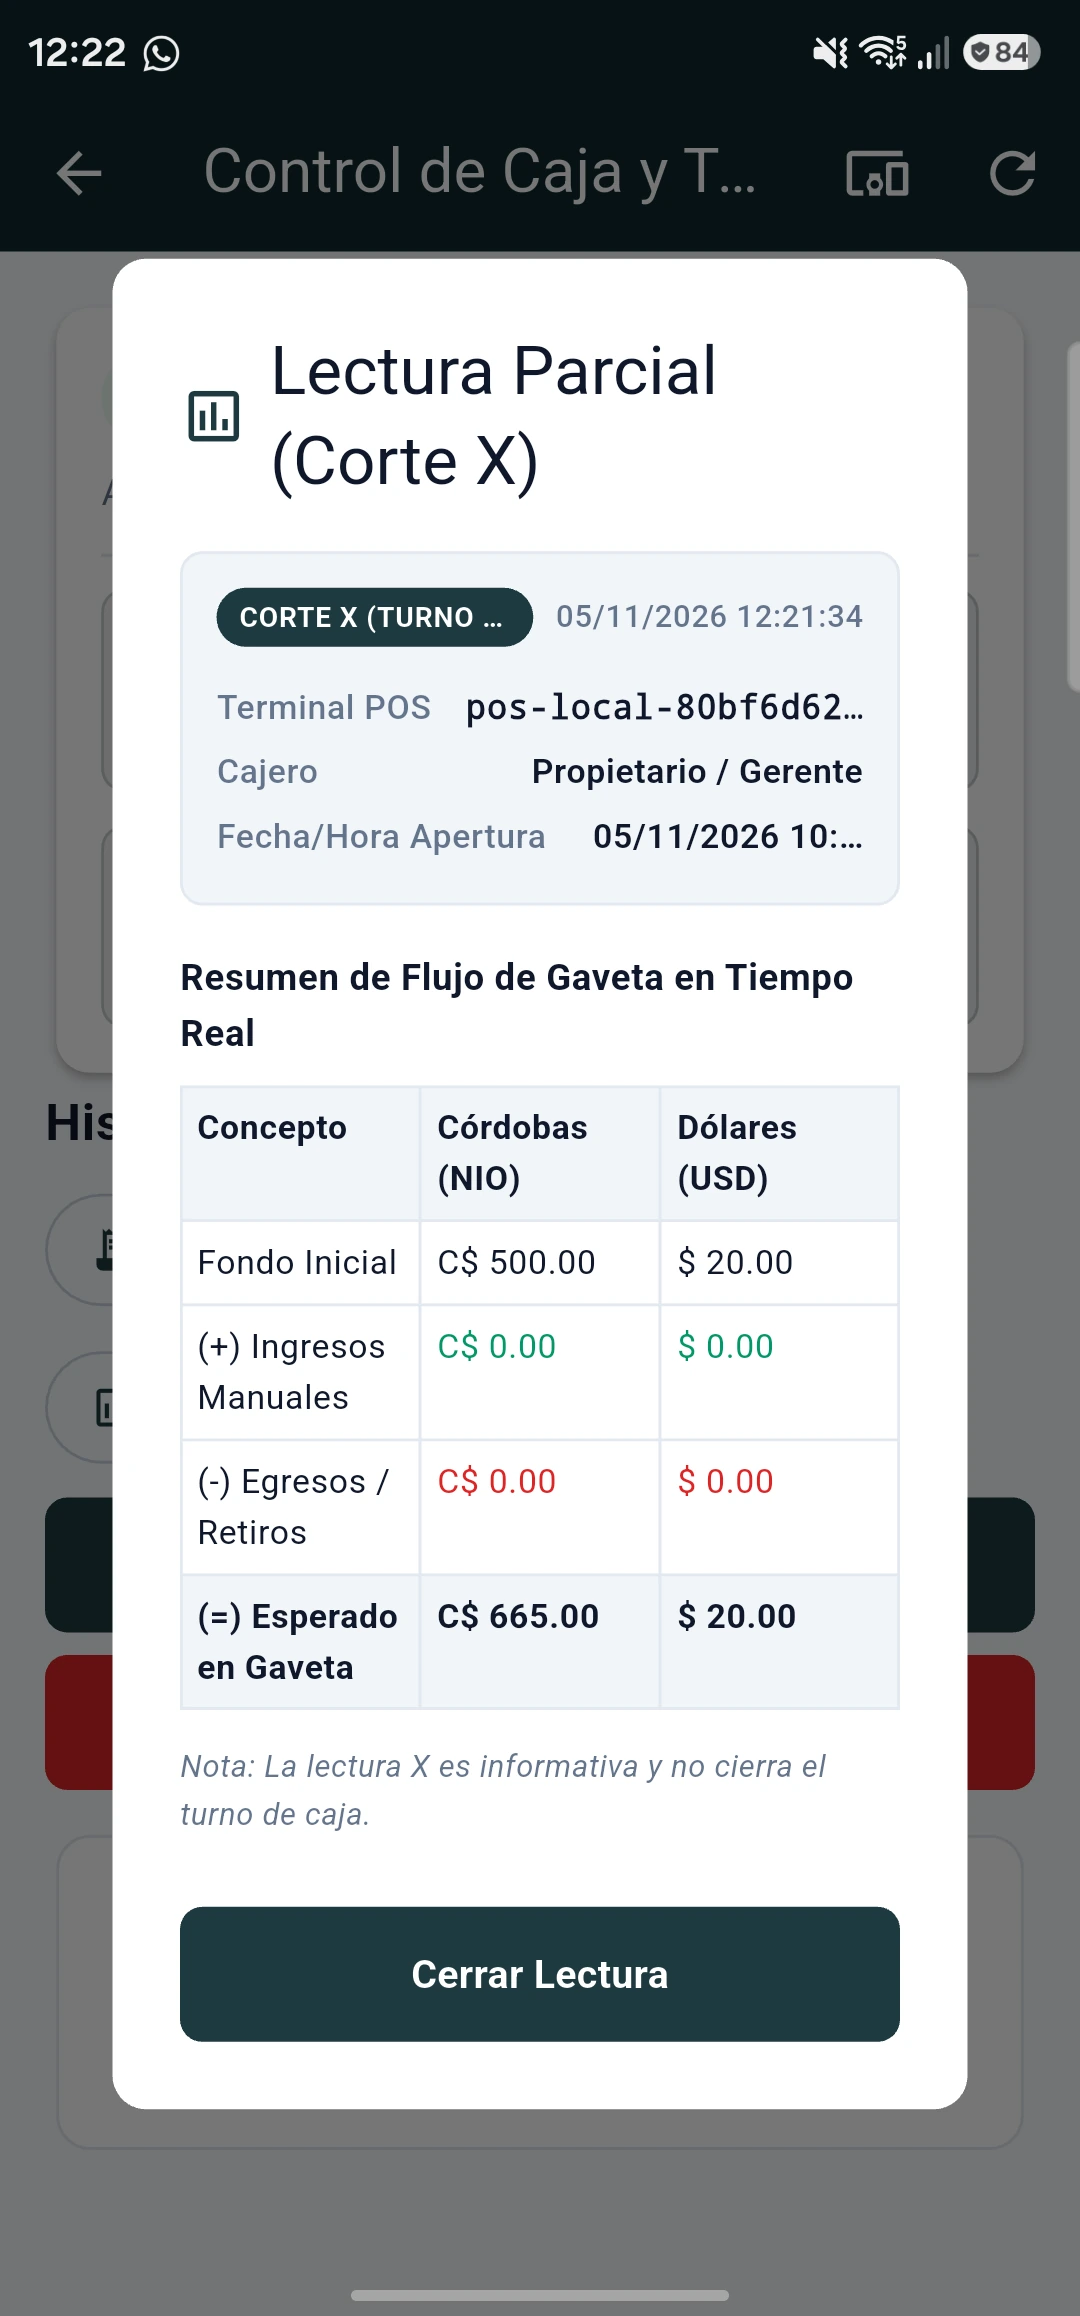 12:22
5
84
Control de Caja y T...
Lectura Parcial
(Corte X)
CORTE X (TURNO ...
05/11/2026 12:21:34
Terminal POS pos-local-80bf6d62...
Cajero Propietario / Gerente
Fecha/Hora Apertura 05/11/2026 10:...
Resumen de Flujo de Gaveta en Tiempo
Real
Concepto Córdobas (NIO) Dólares (USD)
Fondo Inicial C$ 500.00 $ 20.00
(+) Ingresos Manuales C$ 0.00 $ 0.00
(-) Egresos / Retiros C$ 0.00 $ 0.00
(=) Esperado en Gaveta C$ 665.00 $ 20.00
Nota: La lectura X es informativa y no cierra el
turno de caja.
Cerrar Lectura